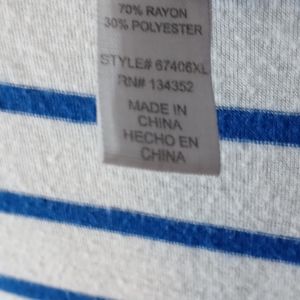 70% RAYON
30% POLYESTER
STYLE# 67406XL
RN# 134352
MADE IN
CHINA
HECHO EN
CHINA